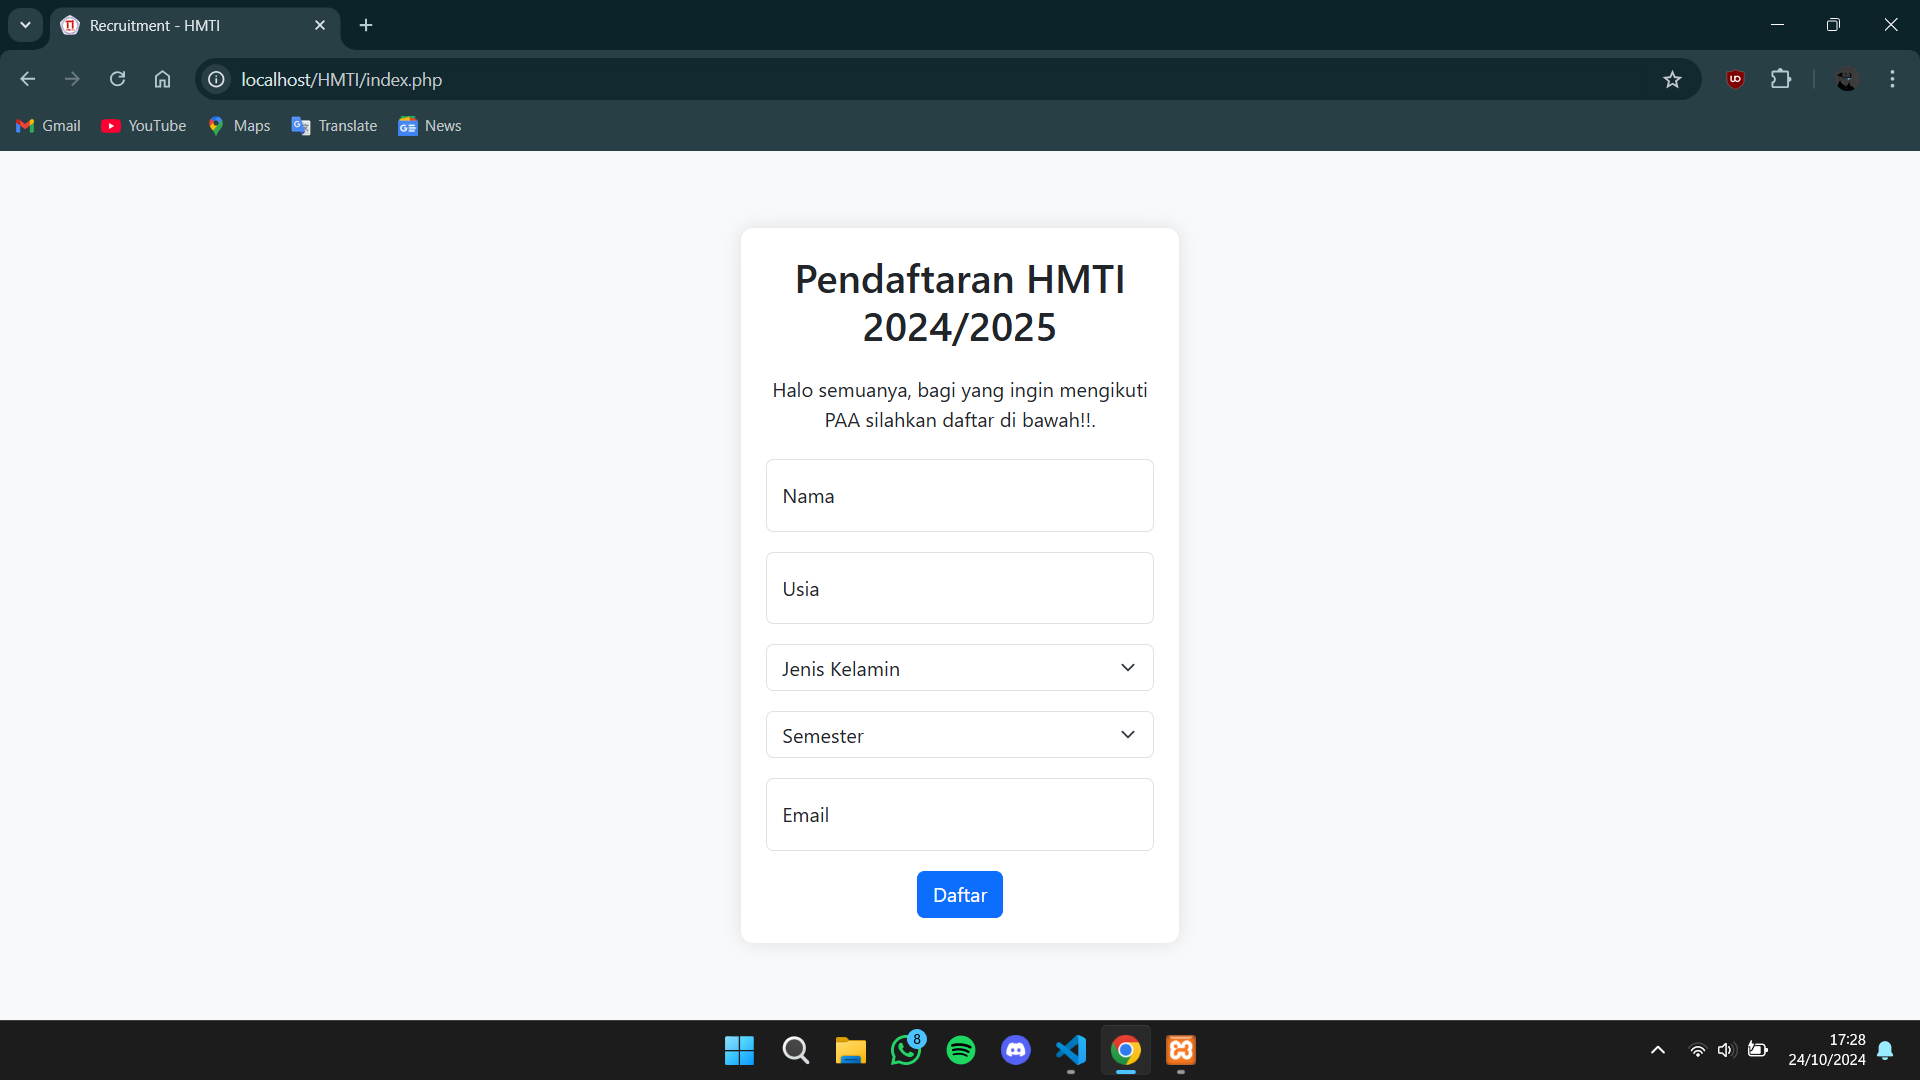 Recruitment - HMTI
localhost/HMTI/index.php
Gmail
YouTube
Maps
Translate
News
Pendaftaran HMTI
2024/2025
Halo semuanya, bagi yang ingin mengikuti
PAA silahkan daftar di bawah!!.
Nama
Usia
Jenis Kelamin
Semester
Email
Daftar
8
17:28
24/10/2024